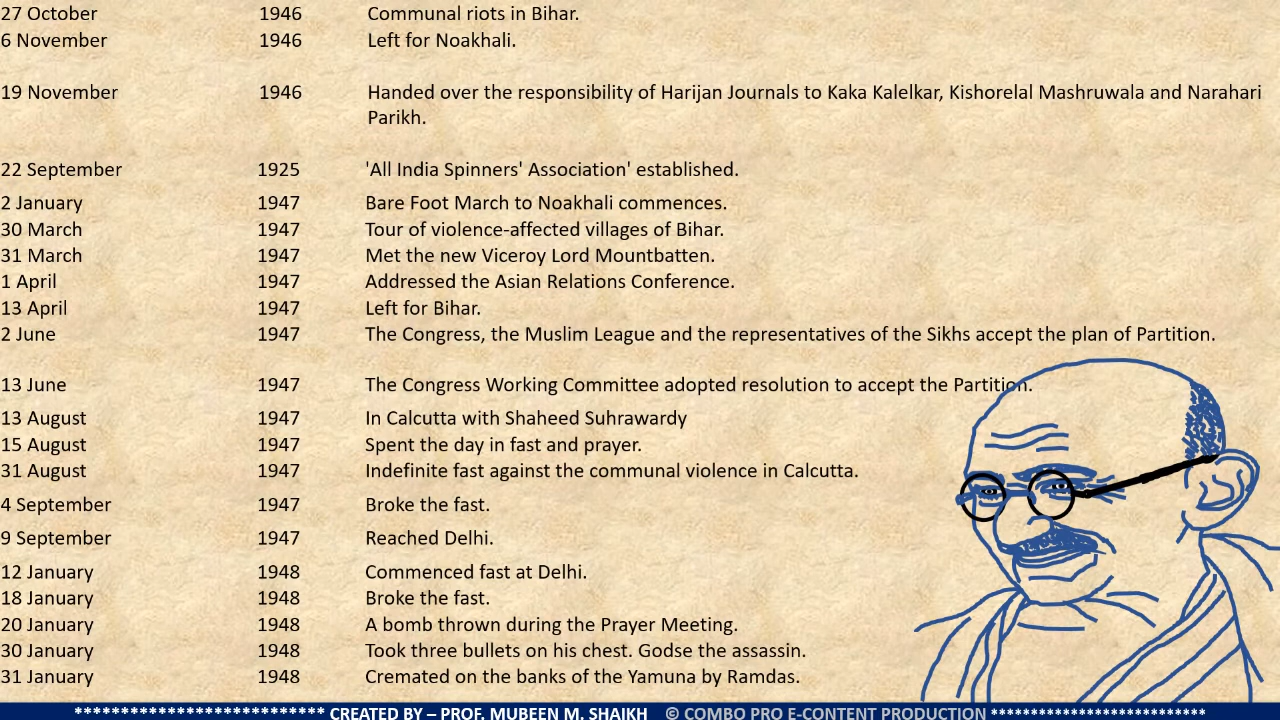 27 October 1946 Communal riots in Bihar.
6 November 1946 Left for Noakhali.
19 November 1946 Handed over the responsibility of Harijan Journals to Kaka Kalelkar, Kishorelal Mashruwala and Narahari
Parikh.
22 September 1925 'All India Spinners' Association' established.
2 January 1947 Bare Foot March to Noakhali commences.
30 March 1947 Tour of violence-affected villages of Bihar.
31 March 1947 Met the new Viceroy Lord Mountbatten.
1 April 1947 Addressed the Asian Relations Conference.
13 April 1947 Left for Bihar.
2 June 1947 The Congress, the Muslim League and the representatives of the Sikhs accept the plan of Partition.
13 June 1947 The Congress Working Committee adopted resolution to accept the Partition.
13 August 1947 In Calcutta with Shaheed Suhrawardy
15 August 1947 Spent the day in fast and prayer.
31 August 1947 Indefinite fast against the communal violence in Calcutta.
4 September 1947 Broke the fast.
9 September 1947 Reached Delhi.
12 January 1948 Commenced fast at Delhi.
18 January 1948 Broke the fast.
20 January 1948 A bomb thrown during the Prayer Meeting.
30 January 1948 Took three bullets on his chest. Godse the assassin.
31 January 1948 Cremated on the banks of the Yamuna by Ramdas.
*************************** CREATED BY – PROF. MUBEEN M. SHAIKH © COMBO PRO E-CONTENT PRODUCTION ***********************